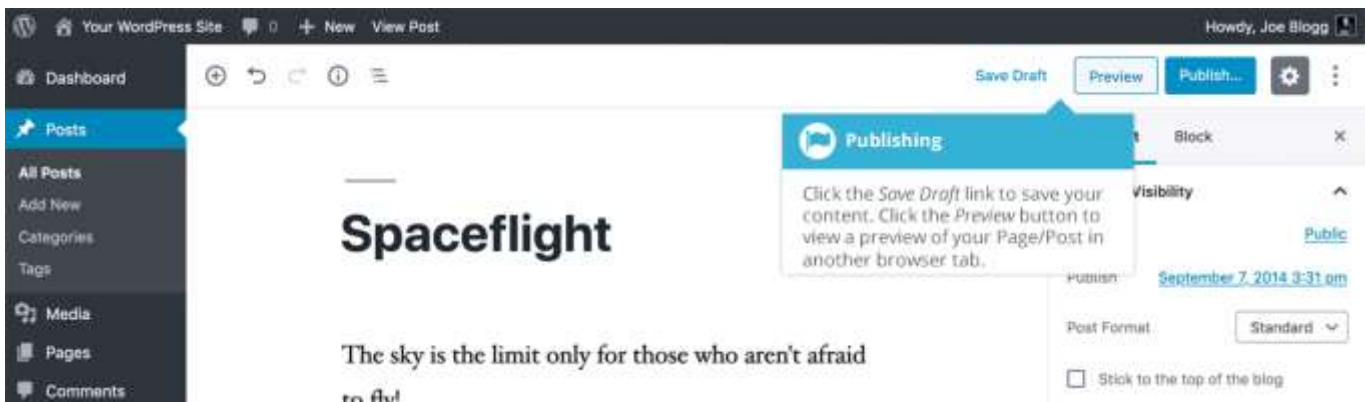 Your WordPress Site 0 New View Post Howdy, Joe Blogg
Dashboard
Save Draft Preview Publish...
Posts
Publishing
Block
All Posts
Click the Save Draft link to save your
Visibility
Add New
content. Click the Preview button to
Categories
Spaceflight
view a preview of your Page/Post in
Public
Tags
another browser tab.
Publish September 7, 2014 3:31 pm
Media
Post Format Standard
Pages
The sky is the limit only for those who aren't afraid
Stick to the top of the blog
Comments
to fly!